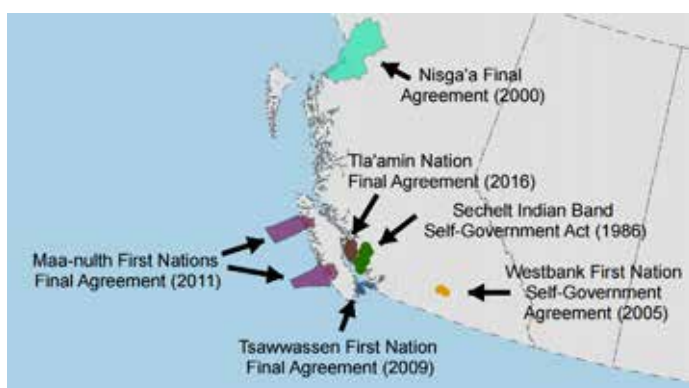 Nisga'a Final
Agreement (2000)
Tla'amin Nation
Final Agreement (2016)
Sechelt Indian Band
Self-Government Act (1986)
Maa-nulth First Nations
Final Agreement (2011)
Westbank First Nation
Self-Government
Agreement (2005)
Tsawwassen First Nation
Final Agreement (2009)